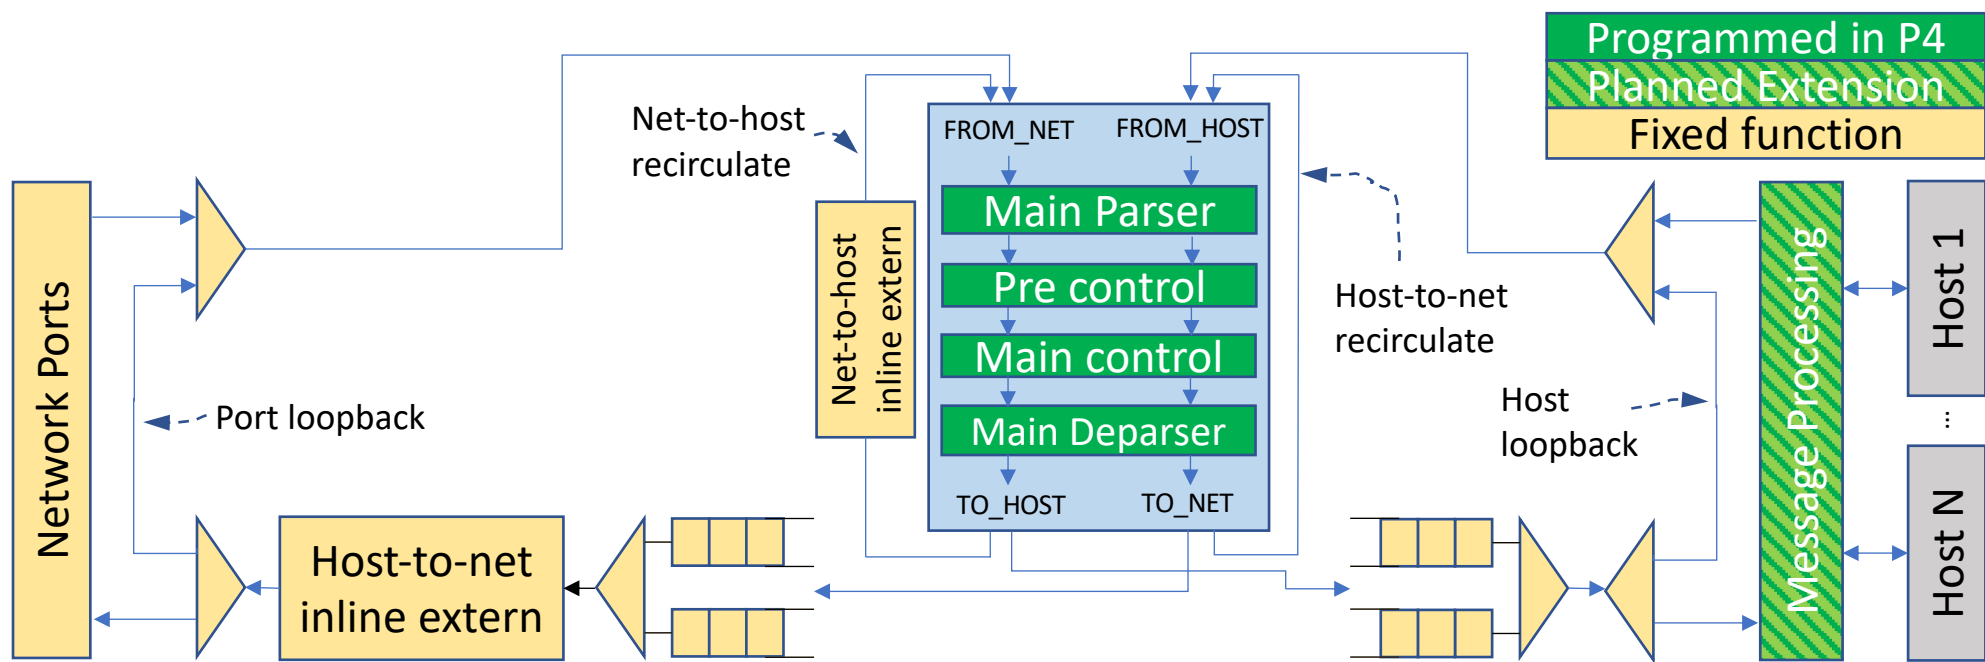 Programmed in P4
Planned Extension
Fixed function
Net-to-host
recirculate
FROM_NET
FROM_HOST
Main Parser
Pre control
Main control
Main Deparser
TO_HOST
TO_NET
Net-to-host
inline extern
Host-to-net
recirculate
Network Ports
Port loopback
Host-to-net
inline extern
Host
loopback
Message Processing
Host 1
...
Host N